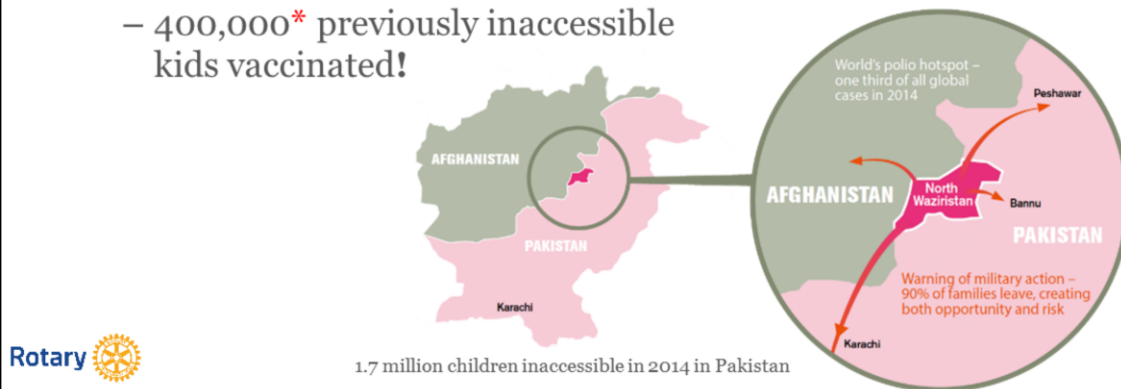 – 400,000* previously inaccessible
kids vaccinated!
AFGHANISTAN
PAKISTAN
Karachi
World's polio hotspot –
one third of all global
cases in 2014
Peshawar
AFGHANISTAN
North
Waziristan
Bannu
PAKISTAN
Warning of military action –
90% of families leave, creating
both opportunity and risk
Karachi
Rotary
1.7 million children inaccessible in 2014 in Pakistan